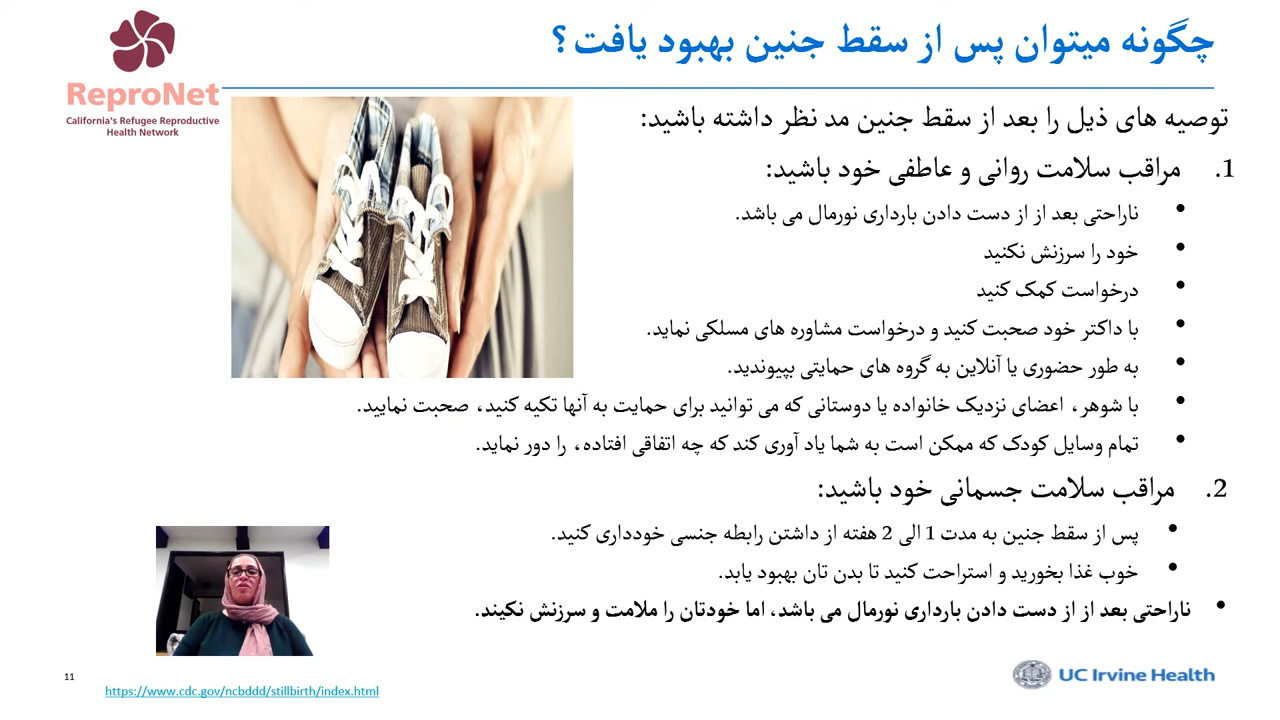 چگونه میتوان پس از سقط جنین بهبود یافت؟
ReproNet
California's Refugee Reproductive
Health Network
توصیه های ذیل را بعد از سقط جنین مد نظر داشته باشید:
1. مراقب سلامت روانی و عاطفی خود باشید:
• ناراحتی بعد از از دست دادن بارداری نورمال می باشد.
• خود را سرزنش نکنید
• درخواست کمک کنید
• با داکتر خود صحبت کنید و درخواست مشاوره های مسلکی نماید.
• به طور حضوری یا آنلاین به گروه های حمایتی بپیوندید.
• با شوهر، اعضای نزدیک خانواده یا دوستانی که می توانید برای حمایت به آنها تکیه کنید، صحبت نمایید.
• تمام وسایل کودک که ممکن است به شما یاد آوری کند که چه اتفاقی افتاده، را دور نماید.
2. مراقب سلامت جسمانی خود باشید:
• پس از سقط جنین به مدت 1 الی 2 هفته از داشتن رابطه جنسی خودداری کنید.
• خوب غذا بخورید و استراحت کنید تا بدن تان بهبود یابد.
• ناراحتی بعد از از دست دادن بارداری نورمال می باشد، اما خودتان را ملامت و سرزنش نکیند.
11
https://www.cdc.gov/ncbddd/stillbirth/index.html
UC Irvine Health